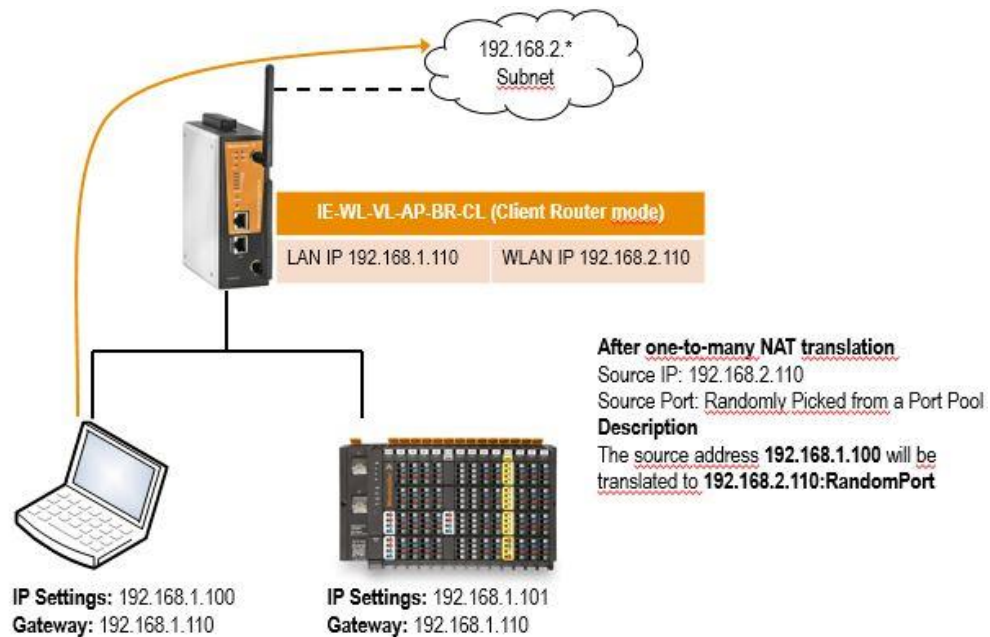 192.168.2.*
Subnet
IE-WL-VL-AP-BR-CL (Client Router mode)
LAN IP 192.168.1.110
WLAN IP 192.168.2.110
After one-to-many NAT translation
Source IP: 192.168.2.110
Source Port: Randomly Picked from a Port Pool
Description
The source address 192.168.1.100 will be
translated to 192.168.2.110:RandomPort
IP Settings: 192.168.1.100
Gateway: 192.168.1.110
IP Settings: 192.168.1.101
Gateway: 192.168.1.110